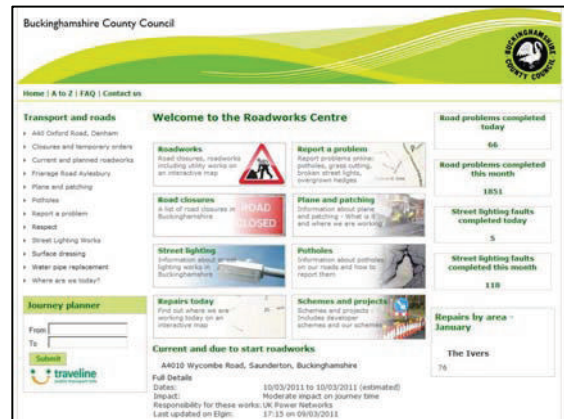 Buckinghamshire County Council
BUCKINGHAMSHIRE
COUNTY COUNCIL
Home | A to Z | FAQ | Contact us
Transport and roads
A40 Oxford Road, Denham
Closures and temporary orders
Current and planned roadworks
Friarage Road Aylesbury
Plane and patching
Potholes
Report a problem
Respect
Street Lighting Works
Surface dressing
Water pipe replacement
Where are we today?
Journey planner
From
To
Submit
traveline
Welcome to the Roadworks Centre
Roadworks
Road closures, roadworks
including utility works on
an interactive map
Report a problem
Report problems online:
potholes, grass cutting,
broken street lights,
overgrown hedges
Road closures
A list of road closures in
Buckinghamshire
ROAD
CLOSED
Plane and patching
Information about plane
and patching - What is it
and where we are working
Street lighting
Information about street
lighting works in
Buckinghamshire
Potholes
Information about potholes
on our roads and how to
report them
Repairs today
Find out where we are
working today on an
interactive map
Schemes and projects
Schemes and projects -
Includes developer
schemes and our schemes
Current and due to start roadworks
A4010 Wycombe Road, Saunderton, Buckinghamshire
Full Details
Dates: 10/03/2011 to 10/03/2011 (estimated)
Impact: Moderate impact on journey time
Responsibility for these works: UK Power Networks
Last updated on Elgin: 17:15 on 09/03/2011
Road problems completed
today
66
Road problems completed
this month
1851
Street lighting faults
completed today
5
Street lighting faults
completed this month
110
Repairs by area -
January
The Ivers
76